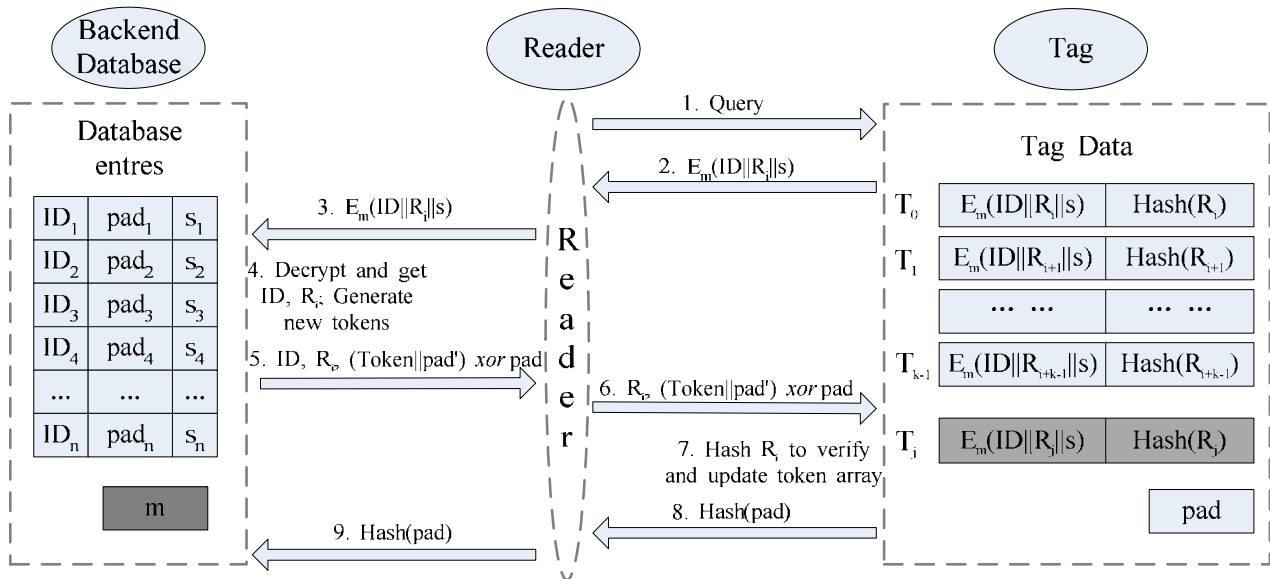 Backend
Database
Reader
Tag
Database
entres
ID₁ pad₁ s₁
ID₂ pad₂ s₂
ID₃ pad₃ s₃
ID₄ pad₄ s₄
... ... ...
IDₙ padₙ sₙ
m
1. Query
2. Eₘ(ID||Rᵢ||s)
3. Eₘ(ID||Rᵢ||s)
4. Decrypt and get
ID, Rᵢ; Generate
new tokens
5. ID, Rᵢ, (Token||pad') xor pad
6. Rᵢ, (Token||pad') xor pad
7. Hash Rᵢ to verify
and update token array
8. Hash(pad)
9. Hash(pad)
Reader
Tag Data
T₀ Eₘ(ID||Rᵢ||s) Hash(Rᵢ)
T₁ Eₘ(ID||Rᵢ₊₁||s) Hash(Rᵢ₊₁)
... ... ... ...
Tₖ₋₁ Eₘ(ID||Rᵢ₊ₖ₋₁||s) Hash(Rᵢ₊ₖ₋₁)
Tⱼ Eₘ(ID||Rⱼ||s) Hash(Rⱼ)
pad